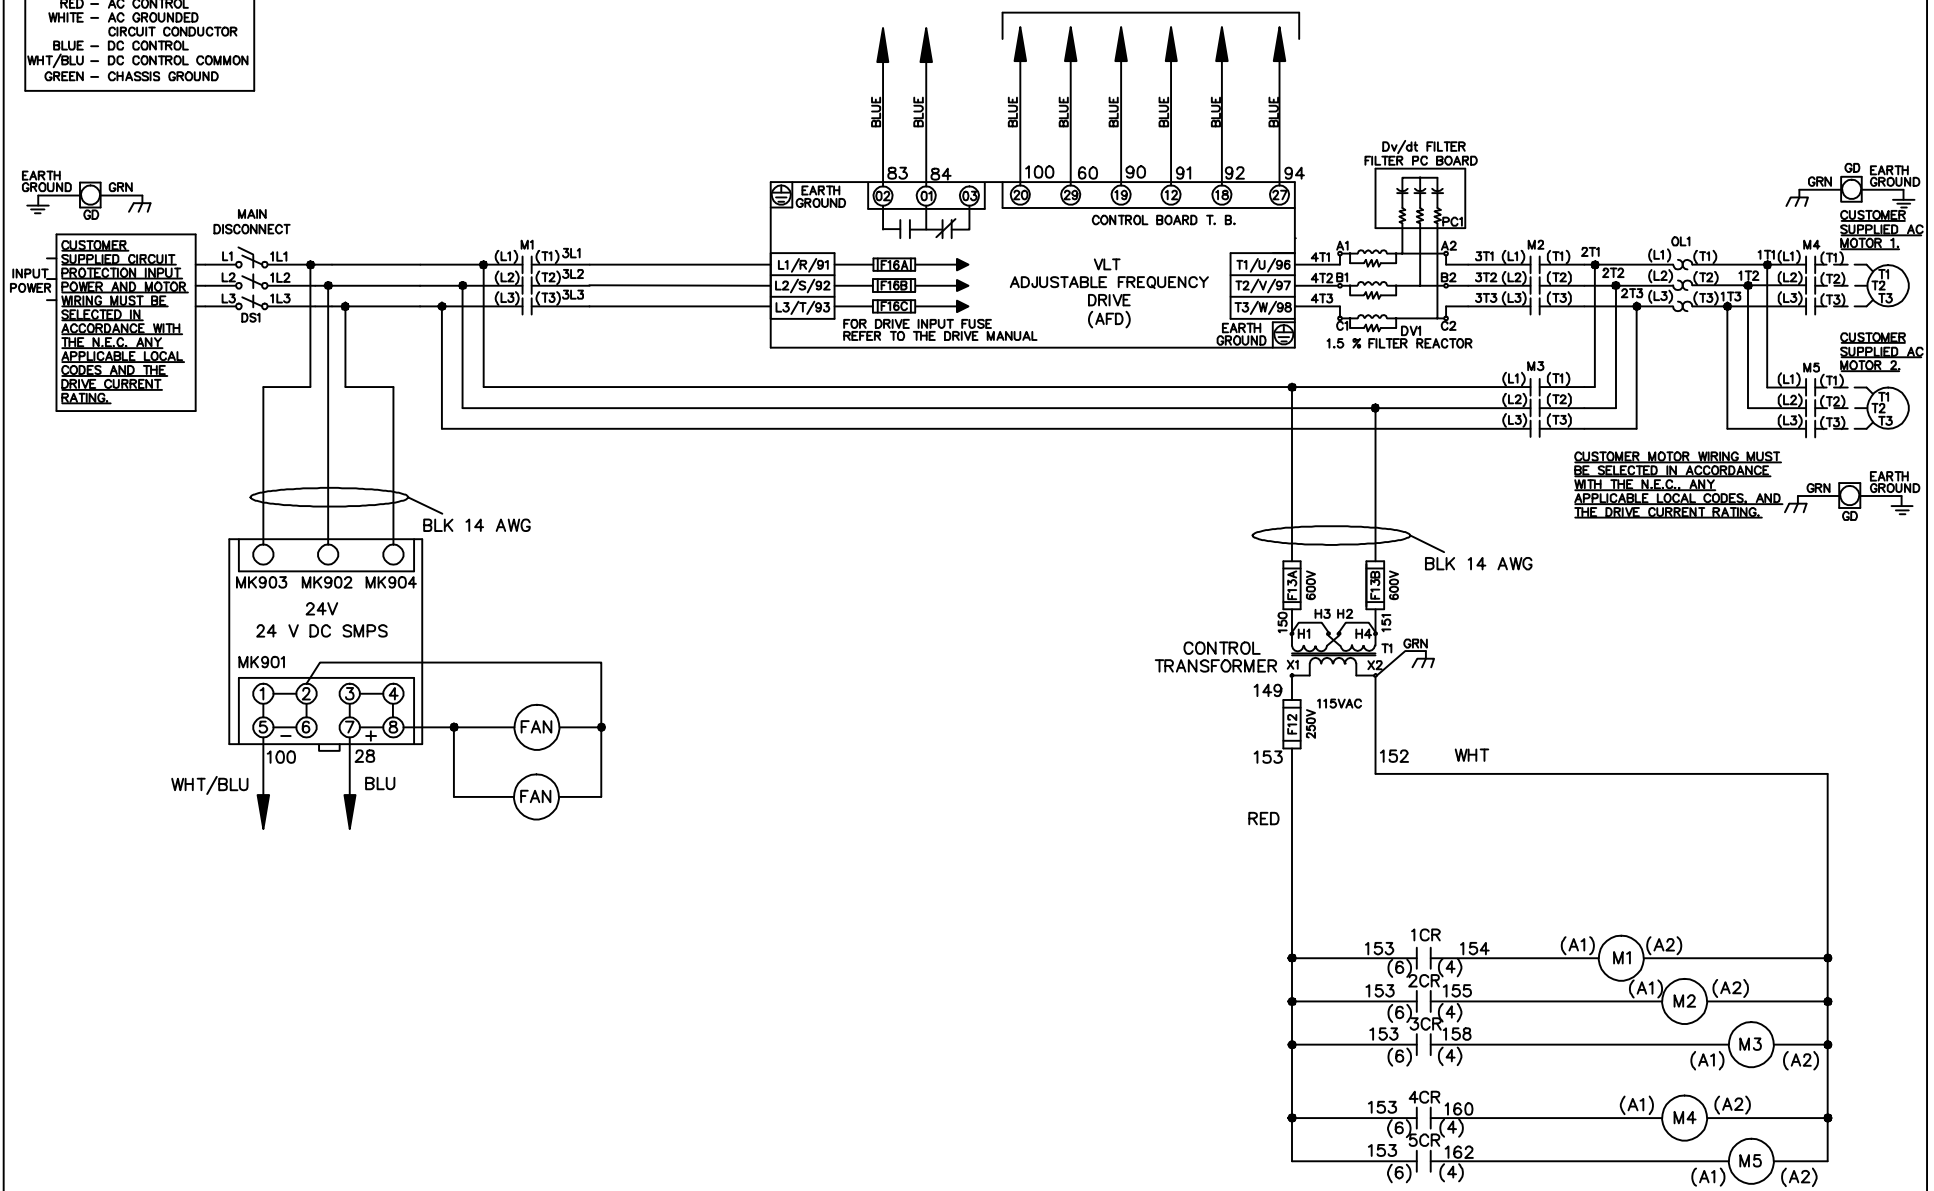 RED – AC CONTROL
WHITE – AC GROUNDED
CIRCUIT CONDUCTOR
BLUE – DC CONTROL
WHT/BLU – DC CONTROL COMMON
GREEN – CHASSIS GROUND
BLUE BLUE BLUE BLUE BLUE BLUE BLUE BLUE
83 84 100 60 90 91 92 94
EARTH
GROUND
GRN
GD
MAIN
DISCONNECT
INPUT
POWER
CUSTOMER
SUPPLIED CIRCUIT
PROTECTION INPUT
POWER AND MOTOR
WIRING MUST BE
SELECTED IN
ACCORDANCE WITH
THE N.E.C. ANY
APPLICABLE LOCAL
CODES AND THE
DRIVE CURRENT
RATING.
L1 1L1
L2 1L2
L3 1L3
DS1
M1
(L1) (T1) 3L1
(L2) (T2) 3L2
(L3) (T3) 3L3
EARTH
GROUND
02 01 03
20 29 19 12 18 27
CONTROL BOARD T. B.
L1/R/91 F16A
L2/S/92 F16B
L3/T/93 F16C
FOR DRIVE INPUT FUSE
REFER TO THE DRIVE MANUAL
VLT
ADJUSTABLE FREQUENCY
DRIVE
(AFD)
T1/U/96
T2/V/97
T3/W/98
EARTH
GROUND
Dv/dt FILTER
FILTER PC BOARD
PC1
4T1 A1 A2
4T2 B1 B2
4T3
C1 DV1 C2
1.5 % FILTER REACTOR
M2
3T1 (L1) (T1) 2T1
3T2 (L2) (T2) 2T2
3T3 (L3) (T3) 2T3
OL1
(L1) (T1) 1T1
(L2) (T2) 1T2
(L3) (T3) 1T3
M4
(L1) (T1)
(L2) (T2)
(L3) (T3)
T1
T2
T3
GRN
GD
EARTH
GROUND
CUSTOMER
SUPPLIED AC
MOTOR 1.
M3
(L1) (T1)
(L2) (T2)
(L3) (T3)
CUSTOMER
SUPPLIED AC
MOTOR 2.
M5
(L1) (T1)
(L2) (T2)
(L3) (T3)
T1
T2
T3
CUSTOMER MOTOR WIRING MUST
BE SELECTED IN ACCORDANCE
WITH THE N.E.C., ANY
APPLICABLE LOCAL CODES, AND
THE DRIVE CURRENT RATING.
GRN
GD
EARTH
GROUND
BLK 14 AWG
MK903 MK902 MK904
24V
24 V DC SMPS
MK901
1 2 3 4
5 – 6 7 + 8
100 28
WHT/BLU
BLU
FAN
FAN
BLK 14 AWG
F13A 600V
F13B 600V
150 H3 H2 151
H1 H4
T1
GRN
CONTROL
TRANSFORMER
X1 X2
149 115VAC
F12 250V
153
152 WHT
RED
1CR
153 154 (A1) M1 (A2)
(6) (4)
2CR
153 155 (A1) M2 (A2)
(6) (4)
3CR
153 158 M3
(6) (4) (A1) (A2)
4CR
153 160 (A1) M4 (A2)
(6) (4)
5CR
153 162 M5
(6) (4) (A1) (A2)